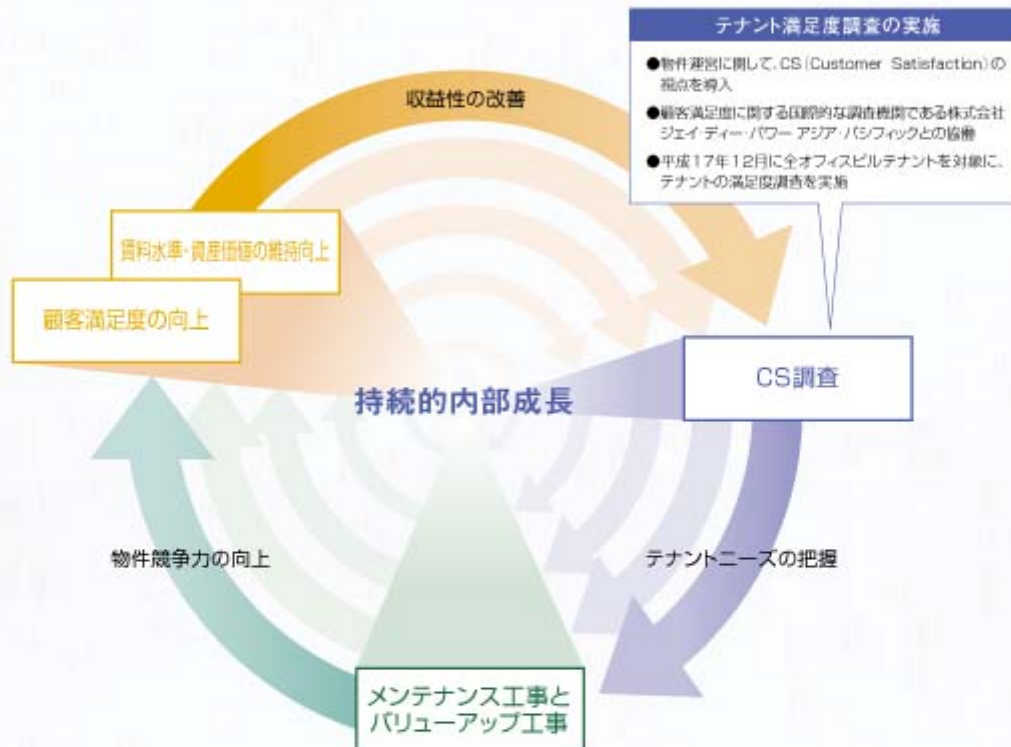 テナント満足度調査の実施
●物件運営に関して、CS(Customer Satisfaction)の
視点を導入
●顧客満足度に関する国際的な調査機関である株式会社
ジェイ・ディー・パワー アジア・パシフィックとの協働
●平成17年12月に全オフィスビルテナントを対象に、
テナントの満足度調査を実施
収益性の改善
賃料水準・資産価値の維持向上
顧客満足度の向上
CS調査
持続的内部成長
物件競争力の向上
テナントニーズの把握
メンテナンス工事と
バリューアップ工事